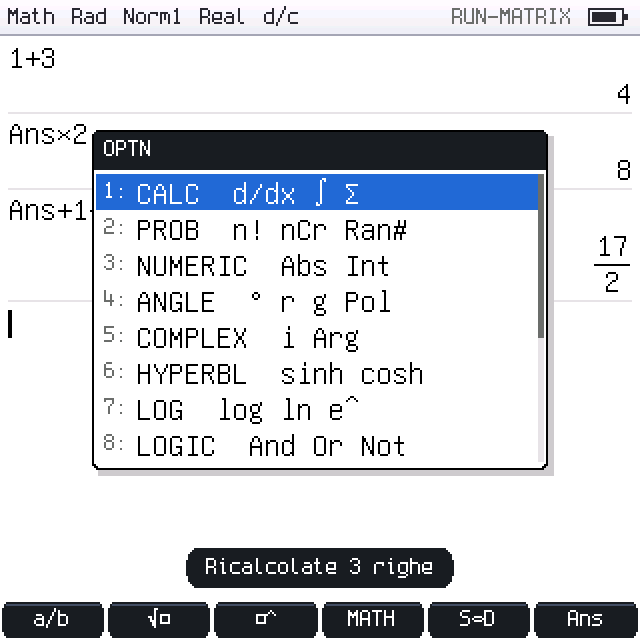 Math Rad Norm1 Real d/c RUN-MATRIX
1+3
4
Ans×2
8
Ans+1
17
2
OPTN
1: CALC d/dx ∫ Σ
2: PROB n! nCr Ran#
3: NUMERIC Abs Int
4: ANGLE ° r g Pol
5: COMPLEX i Arg
6: HYPERBL sinh cosh
7: LOG log ln e^
8: LOGIC And Or Not
Ricalcolate 3 righe
a/b √□ □^ MATH S=D Ans